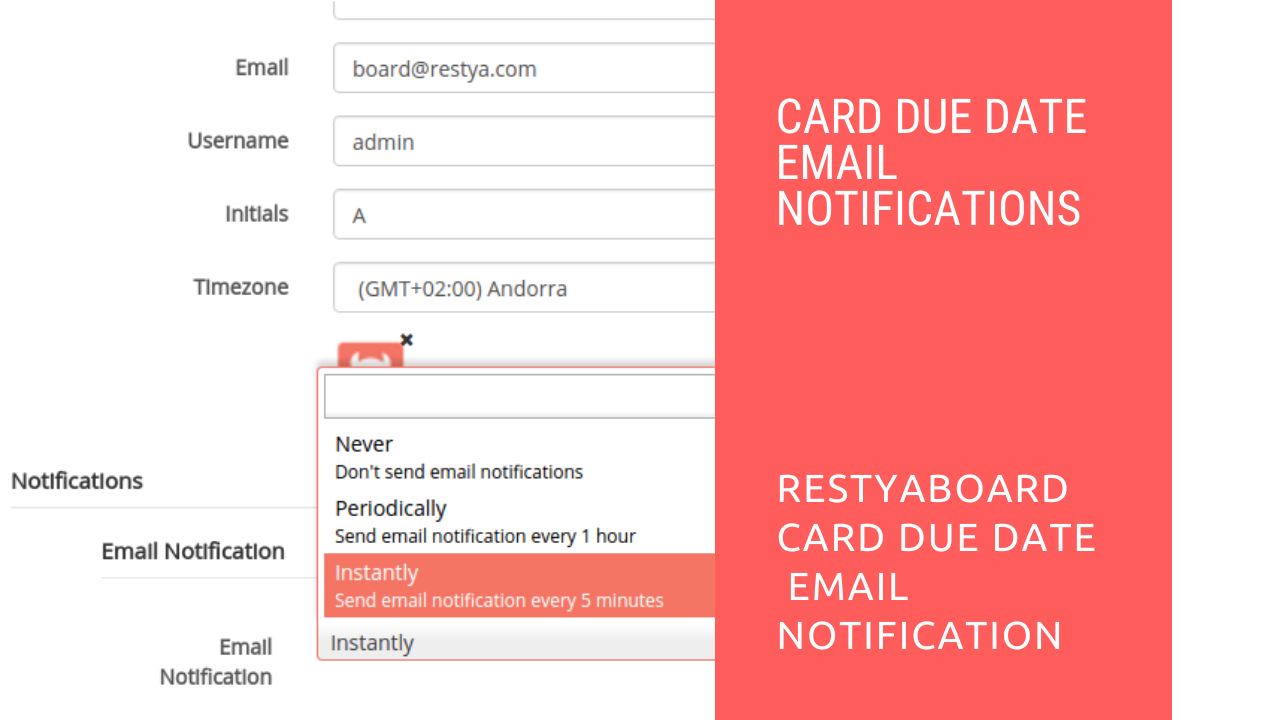 Email
board@restya.com
Username
admin
Initials
A
Timezone
(GMT+02:00) Andorra
Never
Don't send email notifications
Notifications
Periodically
Send email notification every 1 hour
Email Notification
Instantly
Send email notification every 5 minutes
Instantly
Email
Notification
CARD DUE DATE
EMAIL
NOTIFICATIONS
RESTYABOARD
CARD DUE DATE
EMAIL
NOTIFICATION